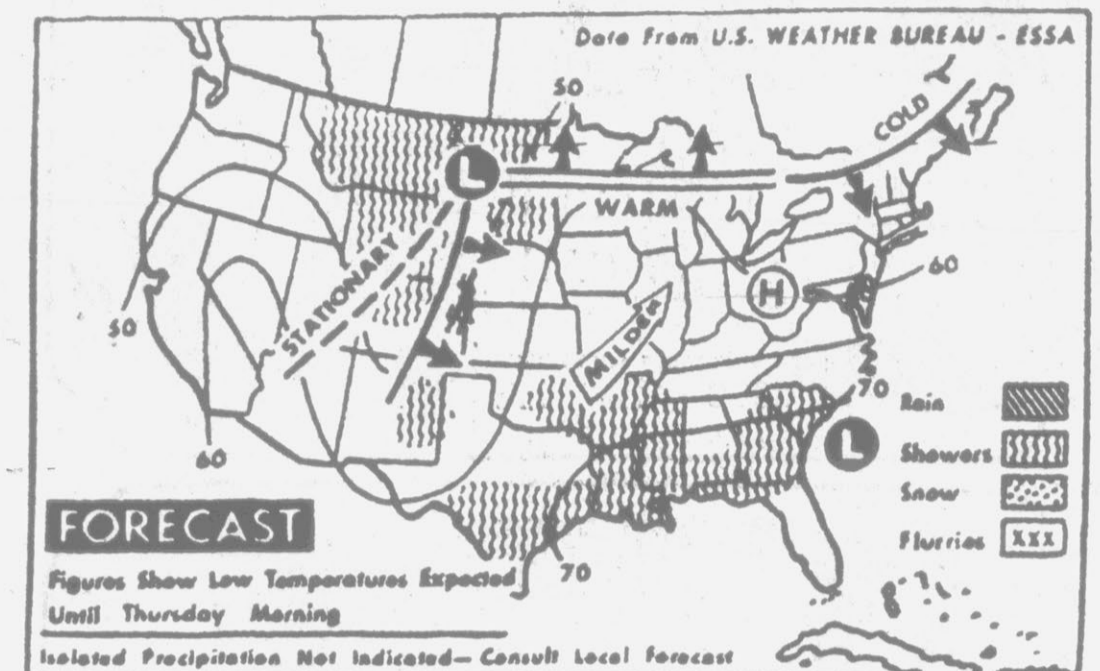 Data From U.S. WEATHER BUREAU - ESSA
50
COLD
L
WARM
STATIONARY
H
60
50
MILDER
70
Rain
L
Showers
60
Snow
FORECAST
Flurries XXX
70
Figures Show Low Temperatures Expected
Until Thursday Morning
Isolated Precipitation Not Indicated— Consult Local Forecast